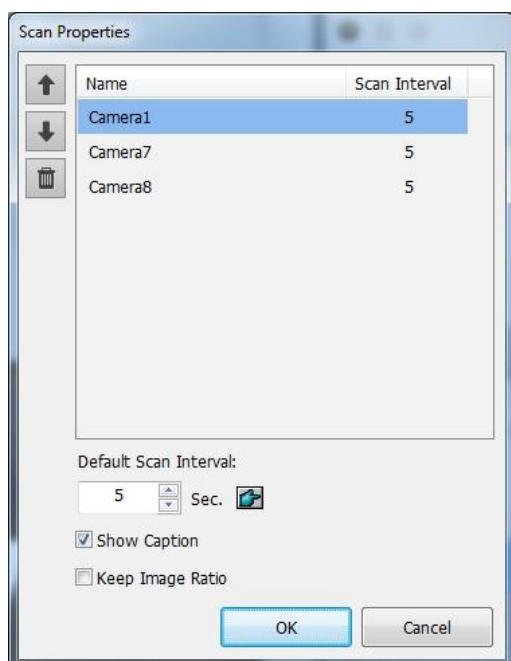 Scan Properties
Name Scan Interval
Camera1 5
Camera7 5
Camera8 5
Default Scan Interval:
5 Sec.
Show Caption
Keep Image Ratio
OK Cancel